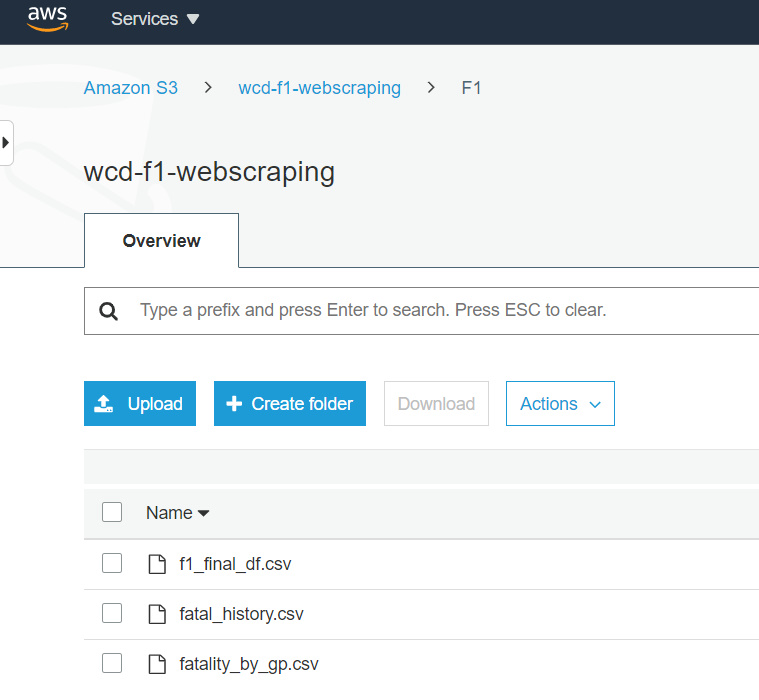 aws
Services
Amazon S3 > wcd-f1-webscraping > F1
wcd-f1-webscraping
Overview
Type a prefix and press Enter to search. Press ESC to clear.
Upload + Create folder Download Actions
Name
f1_final_df.csv
fatal_history.csv
fatality_by_gp.csv